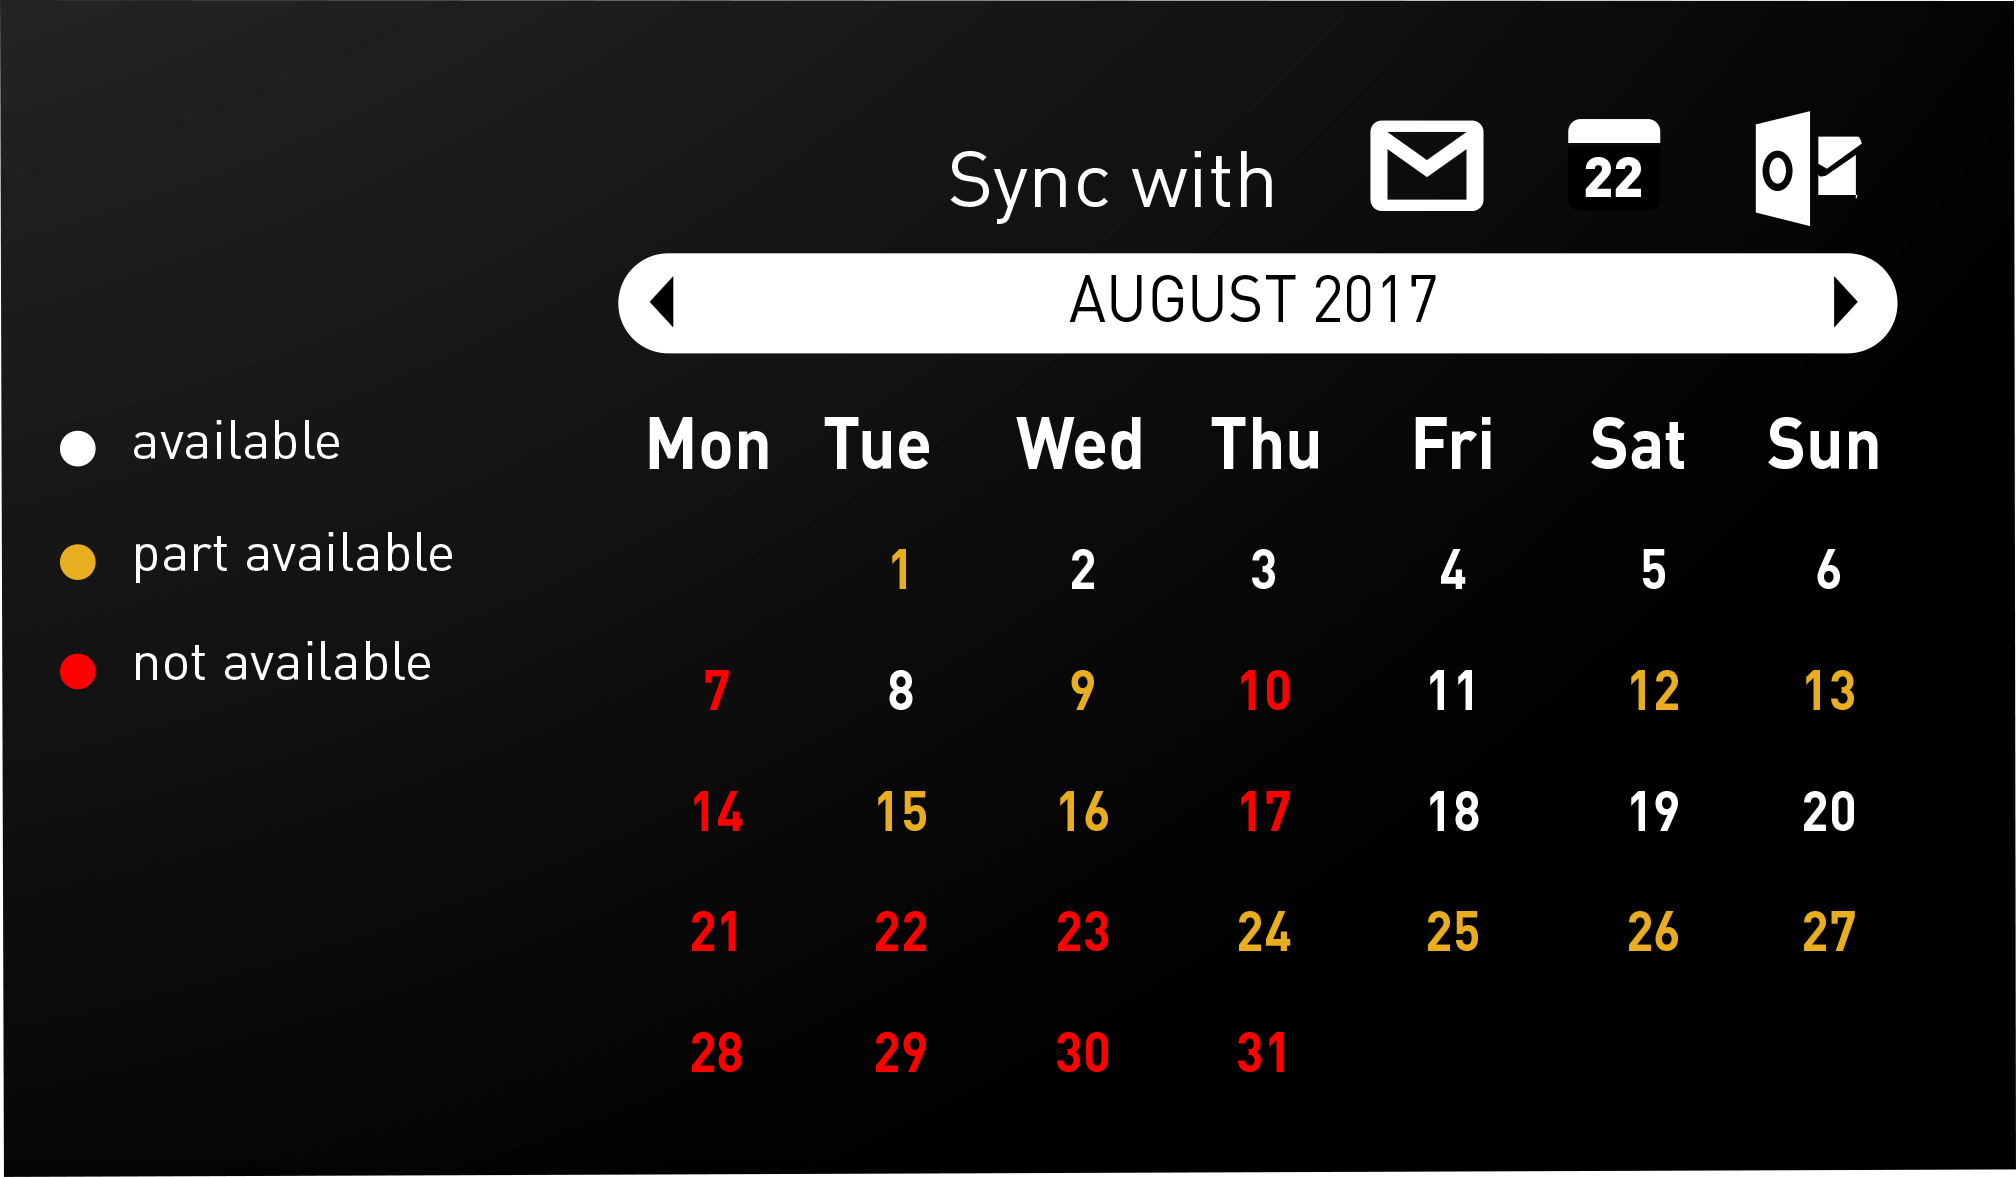 Sync with 22
AUGUST 2017
available
part available
not available
Mon Tue Wed Thu Fri Sat Sun
1 2 3 4 5 6
7 8 9 10 11 12 13
14 15 16 17 18 19 20
21 22 23 24 25 26 27
28 29 30 31